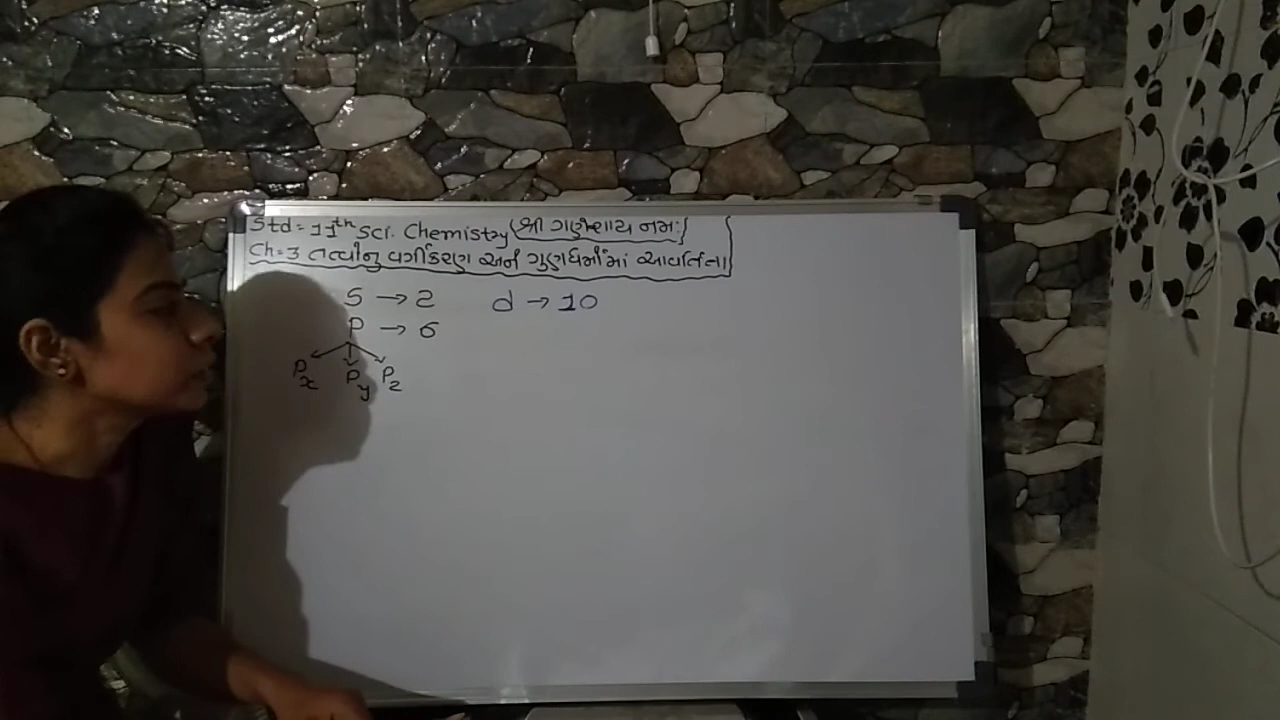 Std = 11th Sci. Chemistry (શ્રી ગણેશાય નમઃ)
Ch = 3 તત્વોનું વર્ગીકરણ અને ગુણધર્મોમાં આવર્તિતા
S → 2 d → 10
P → 6
Px Py Pz